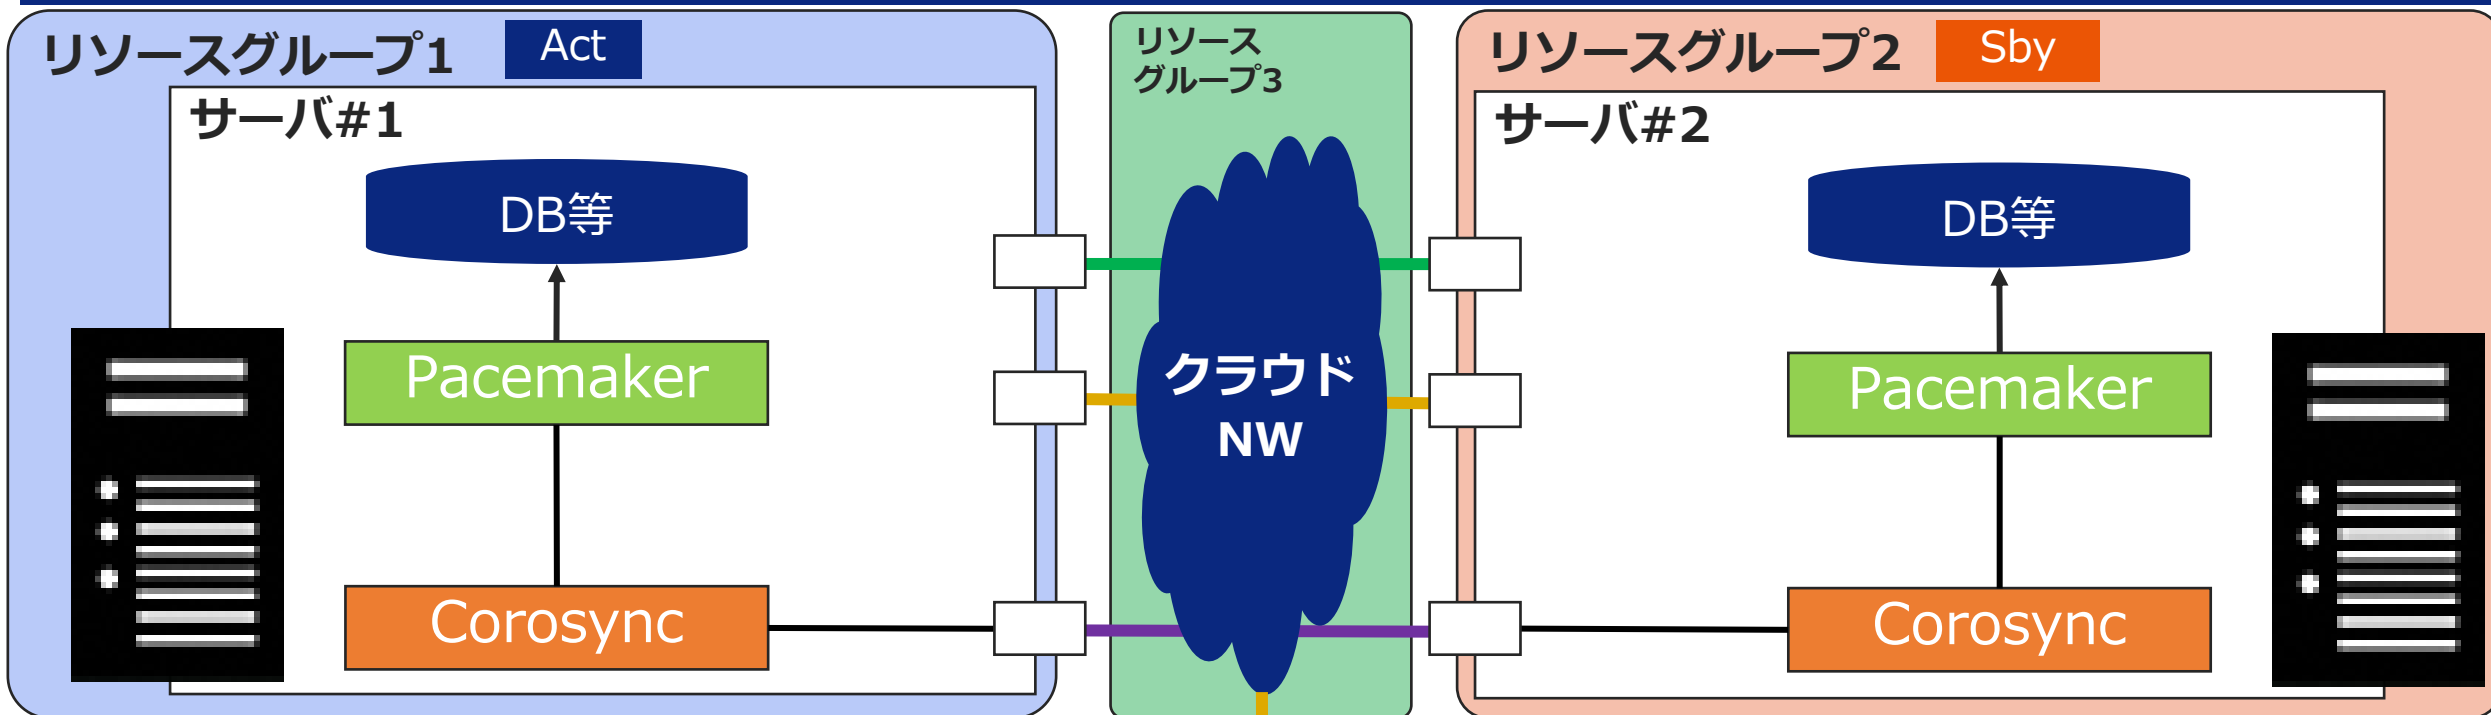 リソースグループ1
Act
サーバ#1
DB等
Pacemaker
Corosync
リソース
グループ3
クラウド
NW
リソースグループ2
Sby
サーバ#2
DB等
Pacemaker
Corosync